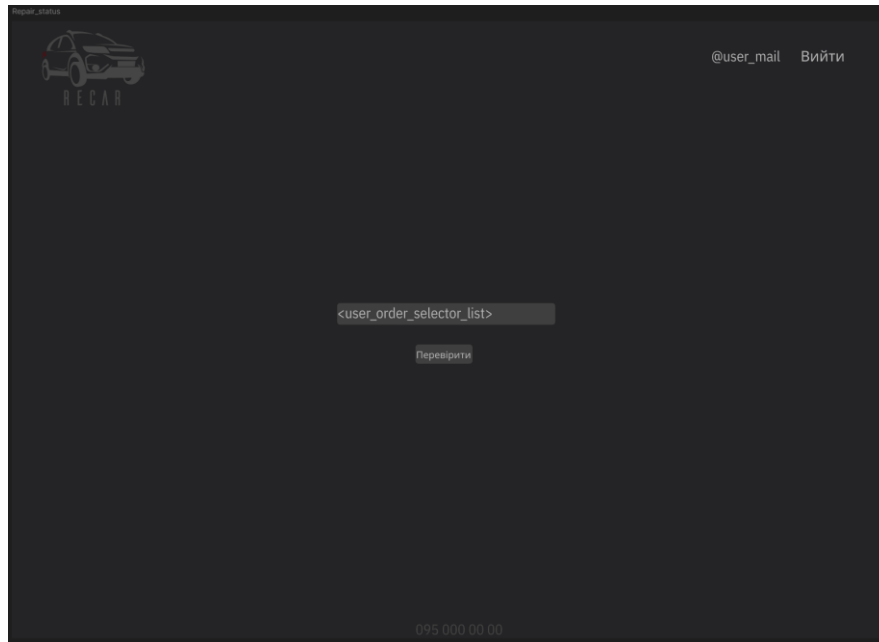 Repair_status
@user_mail Вийти
RECAR
<user_order_selector_list>
Перевірити
095 000 00 00